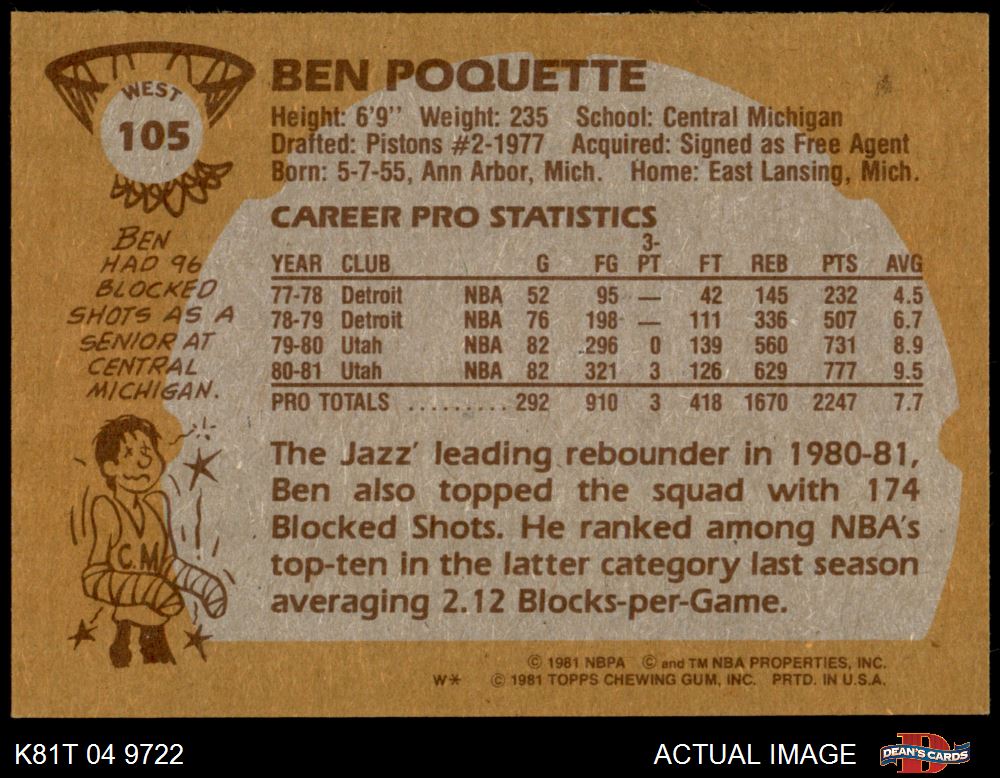 WEST
105
BEN POQUETTE
Height: 6'9'' Weight: 235 School: Central Michigan
Drafted: Pistons #2-1977 Acquired: Signed as Free Agent
Born: 5-7-55, Ann Arbor, Mich. Home: East Lansing, Mich.
BEN
HAD 96
BLOCKED
SHOTS AS A
SENIOR AT
CENTRAL
MICHIGAN.
C.M
CAREER PRO STATISTICS
YEAR CLUB G FG 3-PT FT REB PTS AVG
77-78 Detroit NBA 52 95 — 42 145 232 4.5
78-79 Detroit NBA 76 198 — 111 336 507 6.7
79-80 Utah NBA 82 296 0 139 560 731 8.9
80-81 Utah NBA 82 321 3 126 629 777 9.5
PRO TOTALS .......... 292 910 3 418 1670 2247 7.7
The Jazz' leading rebounder in 1980-81,
Ben also topped the squad with 174
Blocked Shots. He ranked among NBA's
top-ten in the latter category last season
averaging 2.12 Blocks-per-Game.
© 1981 NBPA © and TM NBA PROPERTIES, INC.
W* © 1981 TOPPS CHEWING GUM, INC. PRTD. IN U.S.A.
K81T 04 9722
ACTUAL IMAGE
DEAN'S CARDS